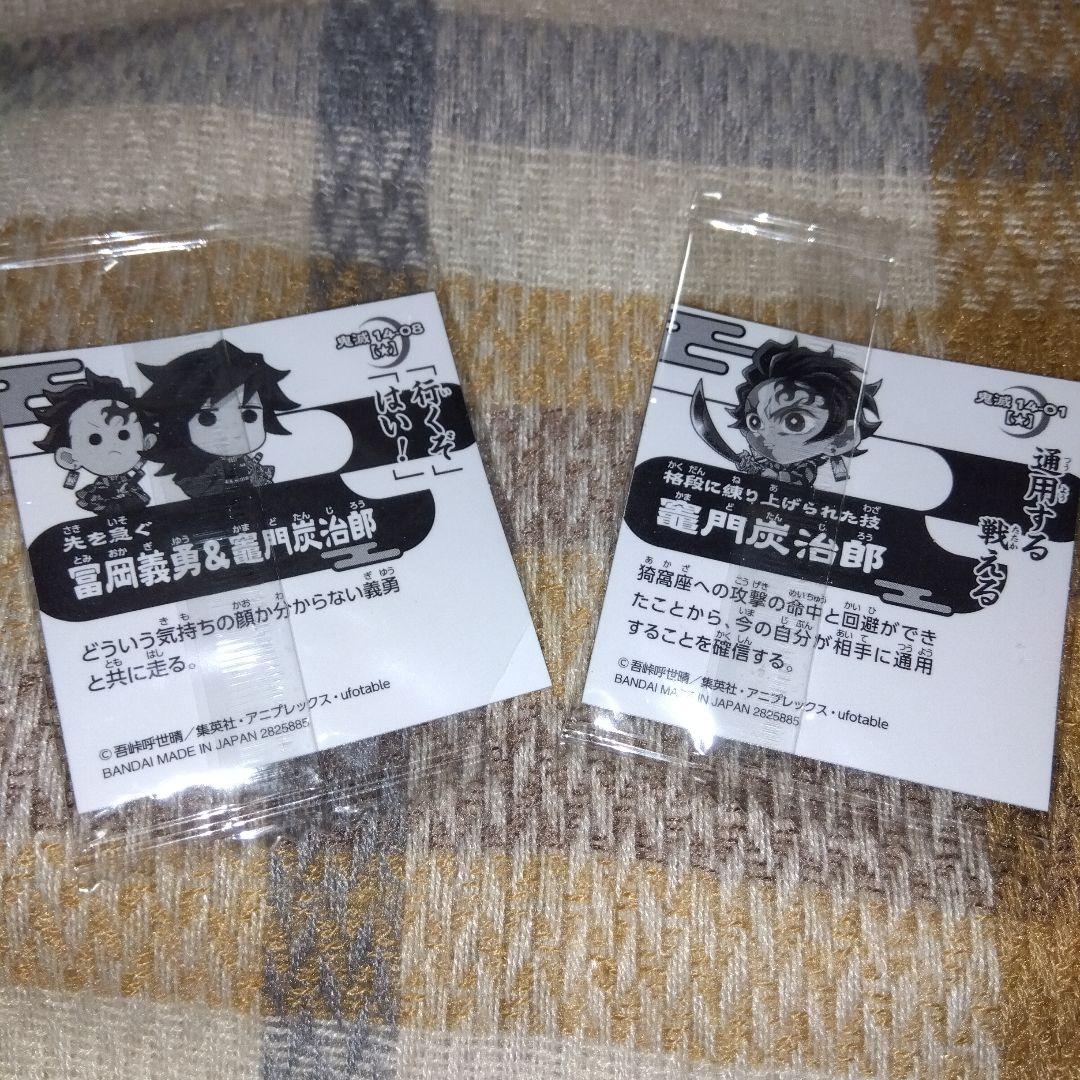 鬼滅 14-08
【★】
「行くぞ」
「はい！」
先を急ぐ
冨岡義勇&竈門炭治郎
どういう気持ちの顔か分からない義勇
と共に走る。
©吾峠呼世晴／集英社・アニプレックス・ufotable
BANDAI MADE IN JAPAN 2825885
鬼滅 14-01
【★】
通用する
戦える
格段に練り上げられた技
竈門炭治郎
猗窩座への攻撃の命中と回避ができ
たことから、今の自分が相手に通用
することを確信する。
©吾峠呼世晴／集英社・アニプレックス・ufotable
BANDAI MADE IN JAPAN 2825885